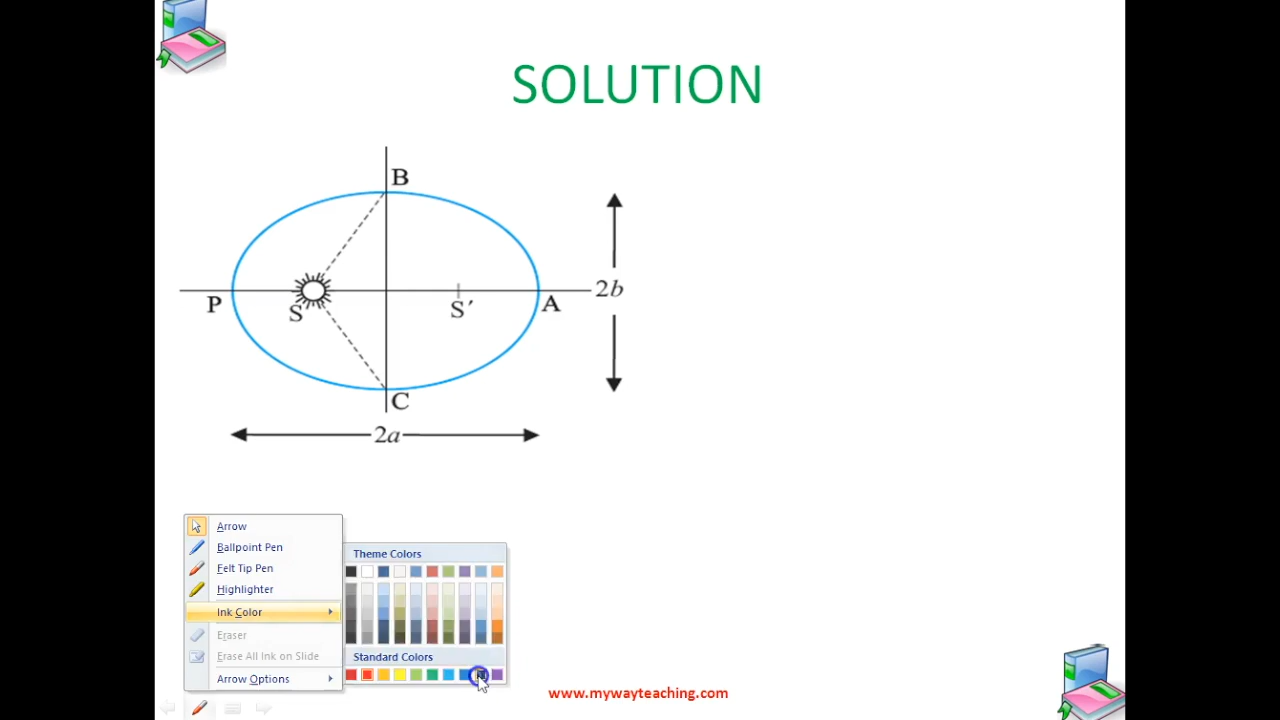 SOLUTION
B
2b
P
S
S′
A
C
2a
Arrow
Ballpoint Pen
Felt Tip Pen
Highlighter
Ink Color
Eraser
Erase All Ink on Slide
Arrow Options
Theme Colors
Standard Colors
www.mywayteaching.com